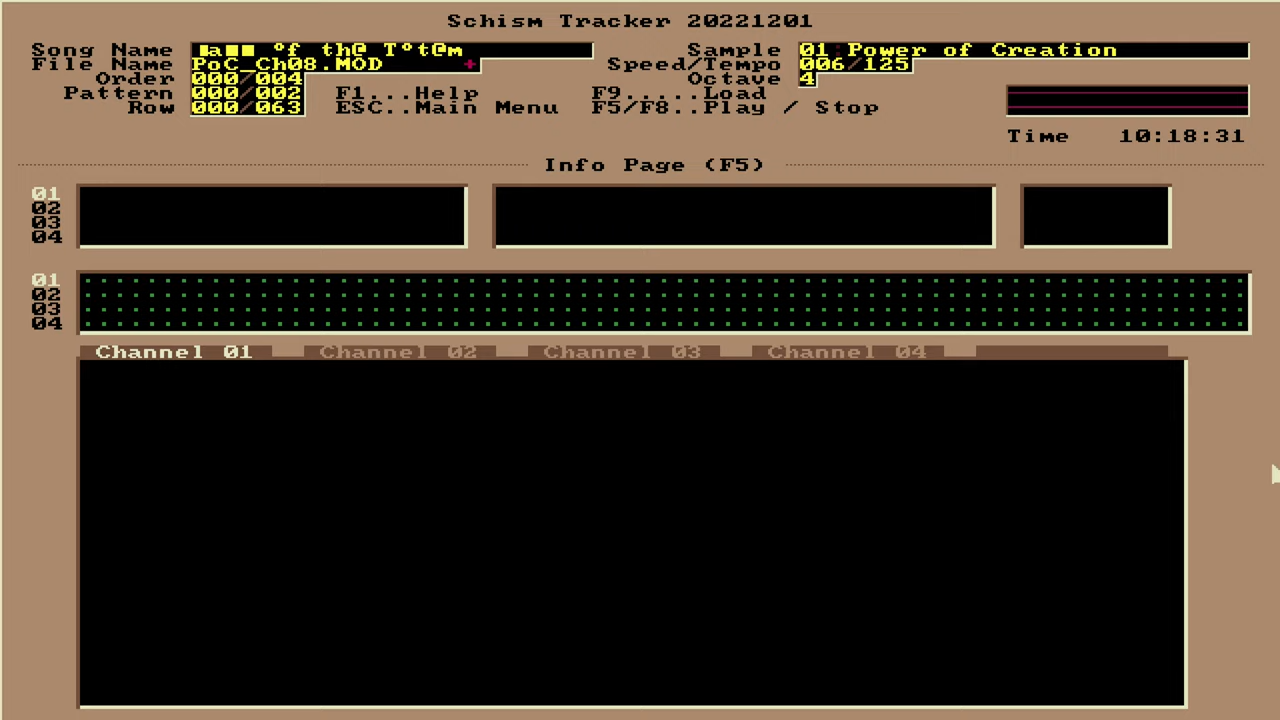 Schism Tracker 20221201
Song Name ■a■■ °f th@ T°t@m Sample 01:Power of Creation
File Name PoC_Ch08.MOD + Speed/Tempo 006/125
Order 000/004 Octave 4
Pattern 000/002 F1...Help F9.....Load
Row 000/063 ESC..Main Menu F5/F8..Play / Stop
Time 10:18:31
Info Page (F5)
01
02
03
04
01
02
03
04
Channel 01 Channel 02 Channel 03 Channel 04